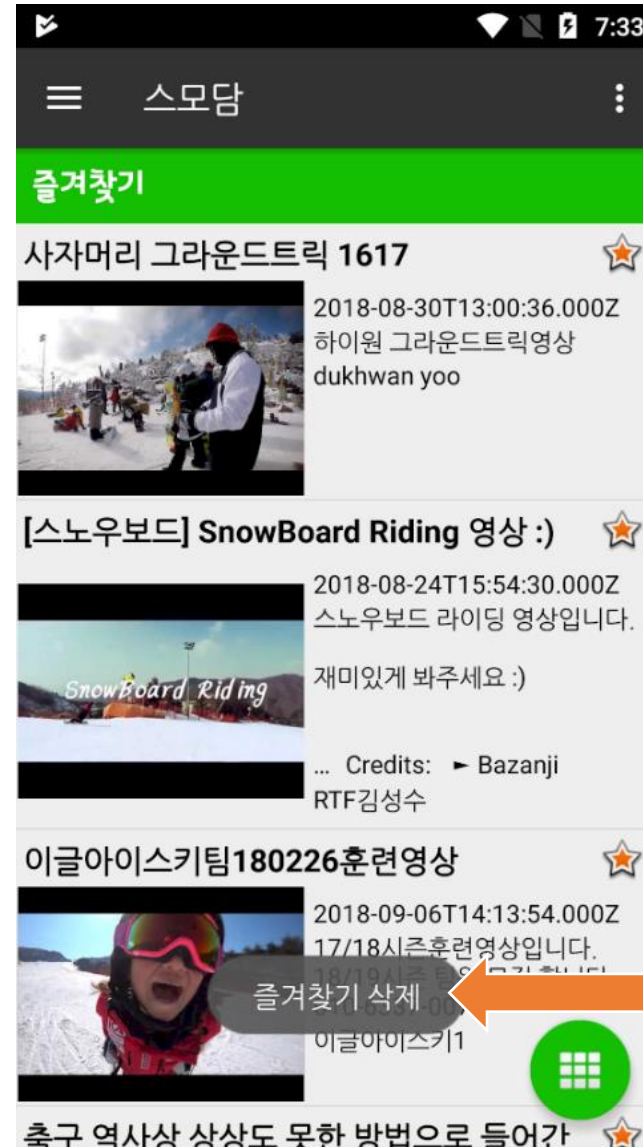 7:33
스모담
즐겨찾기
사자머리 그라운드트릭 1617
2018-08-30T13:00:36.000Z
하이원 그라운드트릭영상
dukhwan yoo
[스노우보드] SnowBoard Riding 영상 :)
SnowBoard Riding
2018-08-24T15:54:30.000Z
스노우보드 라이딩 영상입니다.
재미있게 봐주세요 :)
... Credits: ► Bazanji
RTF김성수
이글아이스키팀180226훈련영상
2018-09-06T14:13:54.000Z
17/18시즌훈련영상입니다.
18/19시즌
즐겨찾기 삭제
이글아이스키1
축구 역사상 상상도 못한 방법으로 들어간